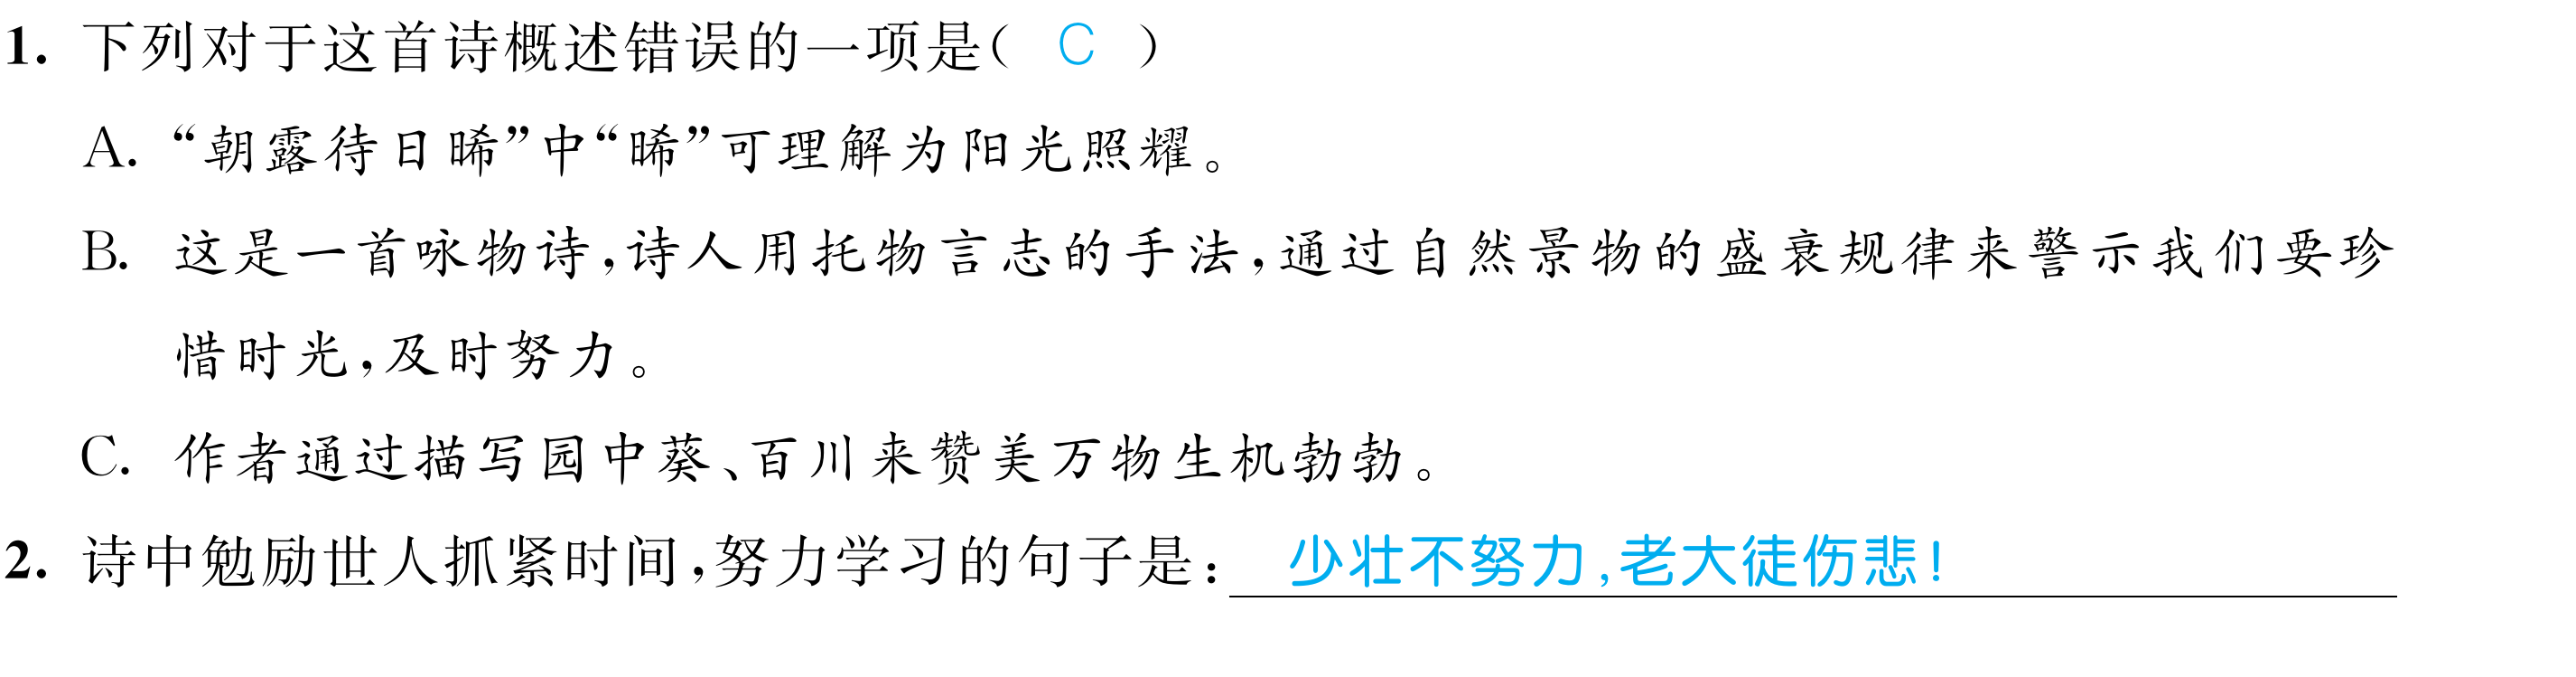 1. 下列对于这首诗概述错误的一项是( C )
A. “朝露待日晞”中“晞”可理解为阳光照耀。
B. 这是一首咏物诗,诗人用托物言志的手法,通过自然景物的盛衰规律来警示我们要珍
惜时光,及时努力。
C. 作者通过描写园中葵、百川来赞美万物生机勃勃。
2. 诗中勉励世人抓紧时间,努力学习的句子是: 少壮不努力,老大徒伤悲!